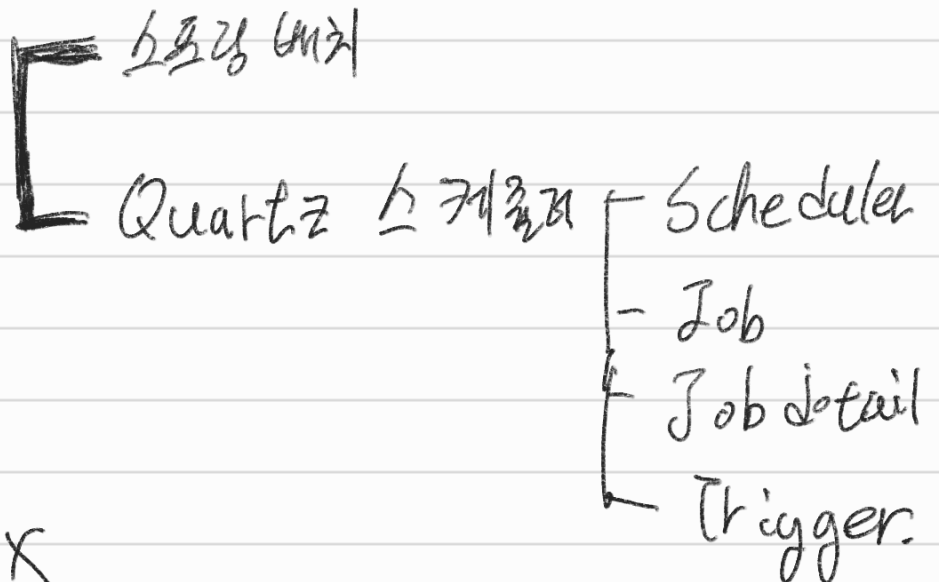 스프링 배치
Quartz 스케줄러 Scheduler
Job
Job detail
Trigger.
X